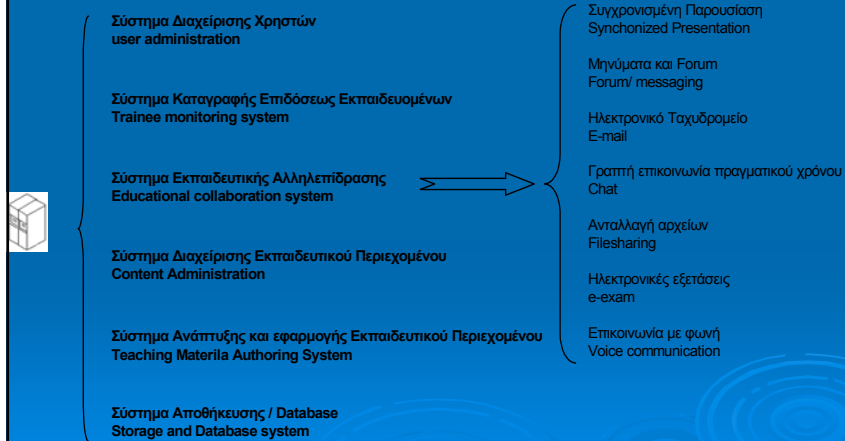 Σύστημα Διαχείρισης Χρηστών
user administration
Σύστημα Καταγραφής Επιδόσεως Εκπαιδευομένων
Trainee monitoring system
Σύστημα Εκπαιδευτικής Αλληλεπίδρασης
Educational collaboration system
Σύστημα Διαχείρισης Εκπαιδευτικού Περιεχομένου
Content Administration
Σύστημα Ανάπτυξης και εφαρμογής Εκπαιδευτικού Περιεχομένου
Teaching Materila Authoring System
Σύστημα Αποθήκευσης / Database
Storage and Database system
Συγχρονισμένη Παρουσίαση
Synchonized Presentation
Μηνύματα και Forum
Forum/ messaging
Ηλεκτρονικό Ταχυδρομείο
E-mail
Γραπτή επικοινωνία πραγματικού χρόνου
Chat
Ανταλλαγή αρχείων
Filesharing
Ηλεκτρονικές εξετάσεις
e-exam
Επικοινωνία με φωνή
Voice communication